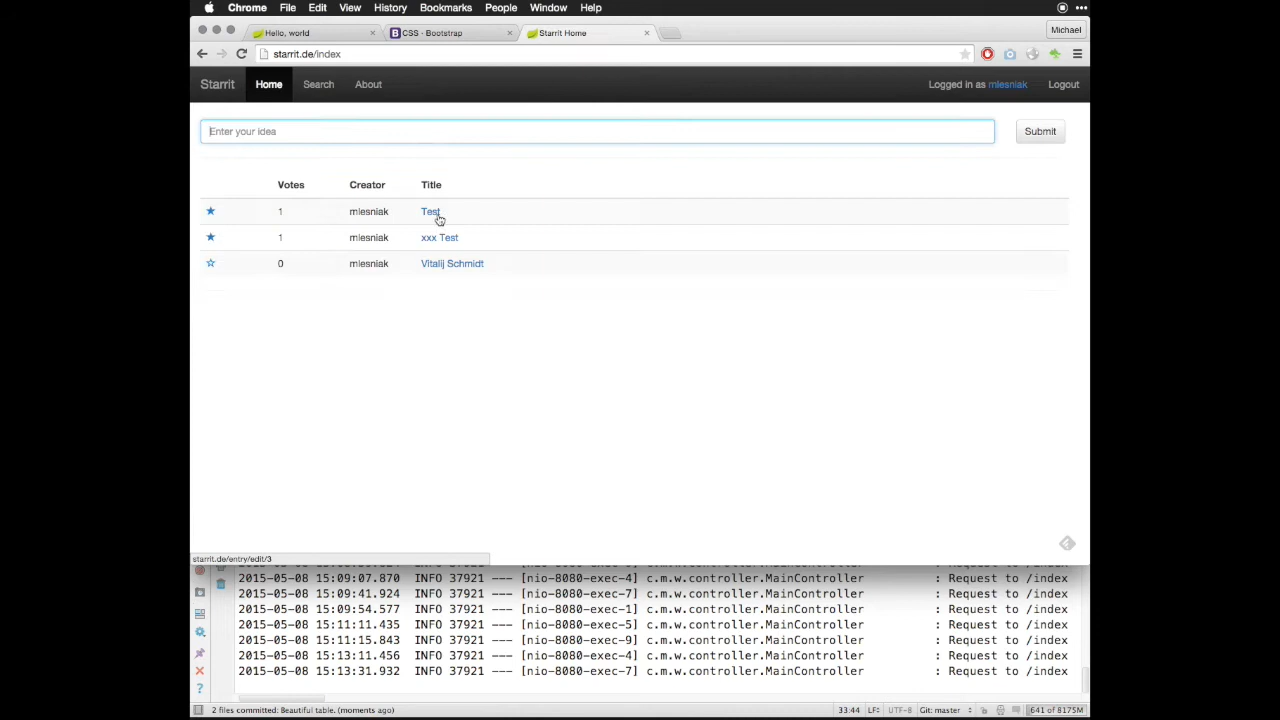 Chrome File Edit View History Bookmarks People Window Help
Hello, world CSS · Bootstrap Starrit Home Michael
starrit.de/index
Starrit Home Search About Logged in as mlesniak Logout
Enter your idea Submit
Votes Creator Title
1 mlesniak Test
1 mlesniak xxx Test
0 mlesniak Vitalij Schmidt
starrit.de/entry/edit/3
2015-05-08 15:09:07.870 INFO 37921 --- [nio-8080-exec-4] c.m.w.controller.MainController : Request to /index
2015-05-08 15:09:41.924 INFO 37921 --- [nio-8080-exec-7] c.m.w.controller.MainController : Request to /index
2015-05-08 15:09:54.577 INFO 37921 --- [nio-8080-exec-1] c.m.w.controller.MainController : Request to /index
2015-05-08 15:11:11.435 INFO 37921 --- [nio-8080-exec-5] c.m.w.controller.MainController : Request to /index
2015-05-08 15:11:15.843 INFO 37921 --- [nio-8080-exec-9] c.m.w.controller.MainController : Request to /index
2015-05-08 15:13:11.456 INFO 37921 --- [nio-8080-exec-4] c.m.w.controller.MainController : Request to /index
2015-05-08 15:13:31.932 INFO 37921 --- [nio-8080-exec-7] c.m.w.controller.MainController : Request to /index
2 files committed: Beautiful table. (moments ago) 33:44 LF÷ UTF-8 Git: master 641 of 8175M